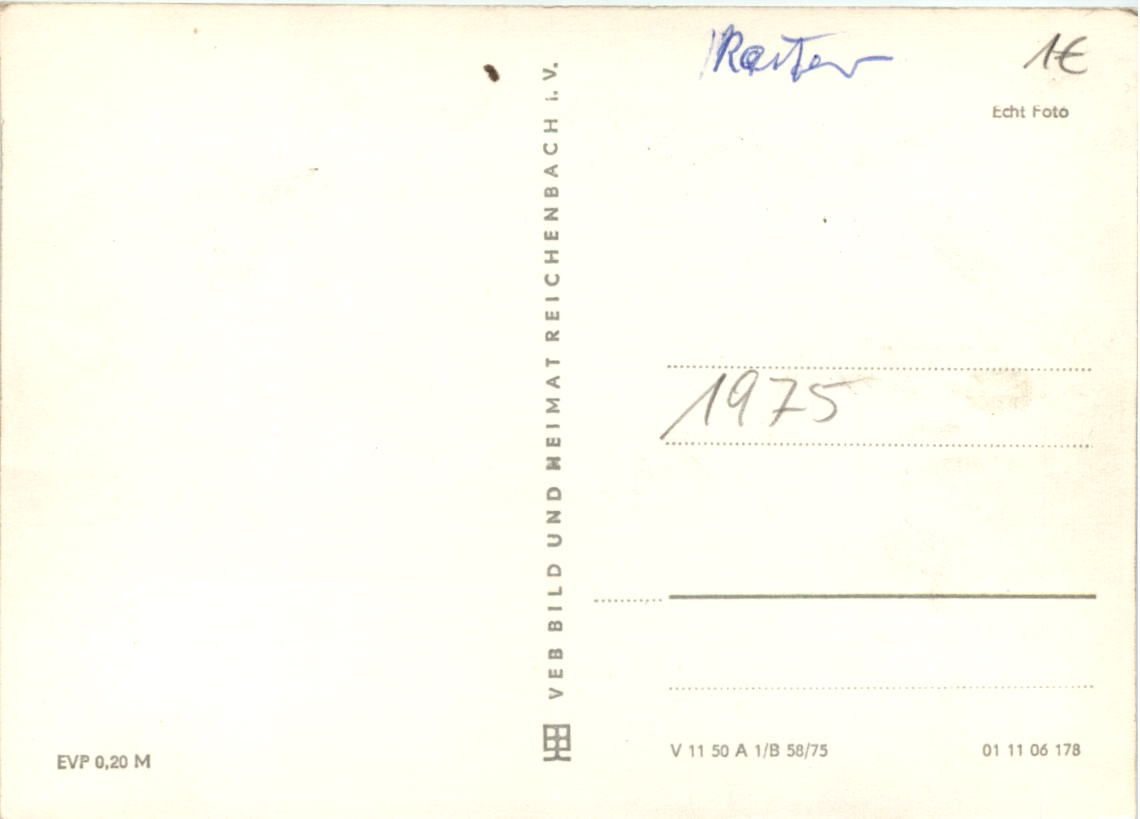 1€
Echt Foto
VEB BILD UND HEIMAT REICHENBACH i. V.
1975
EVP 0,20 M
V 11 50 A 1/B 58/75
01 11 06 178